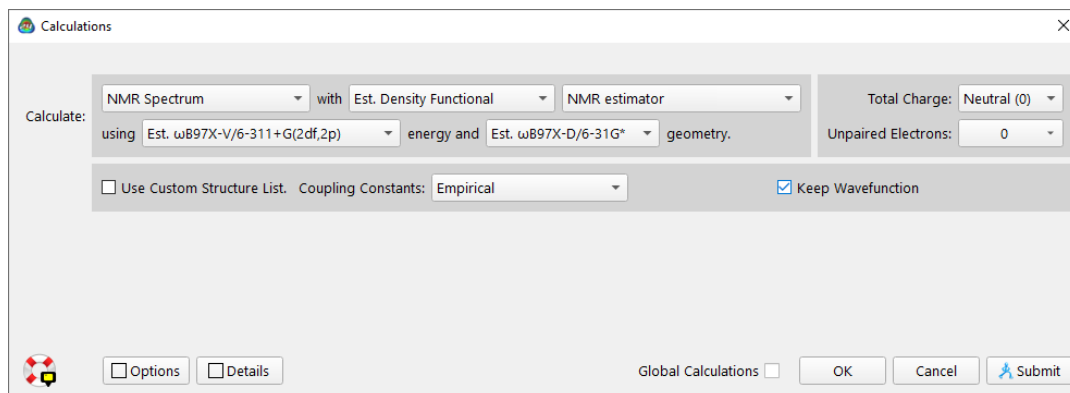 Calculations
Calculate:
NMR Spectrum with Est. Density Functional NMR estimator
using Est. ωB97X-V/6-311+G(2df,2p) energy and Est. ωB97X-D/6-31G* geometry.
Total Charge: Neutral (0)
Unpaired Electrons: 0
Use Custom Structure List. Coupling Constants: Empirical Keep Wavefunction
Options Details Global Calculations OK Cancel Submit